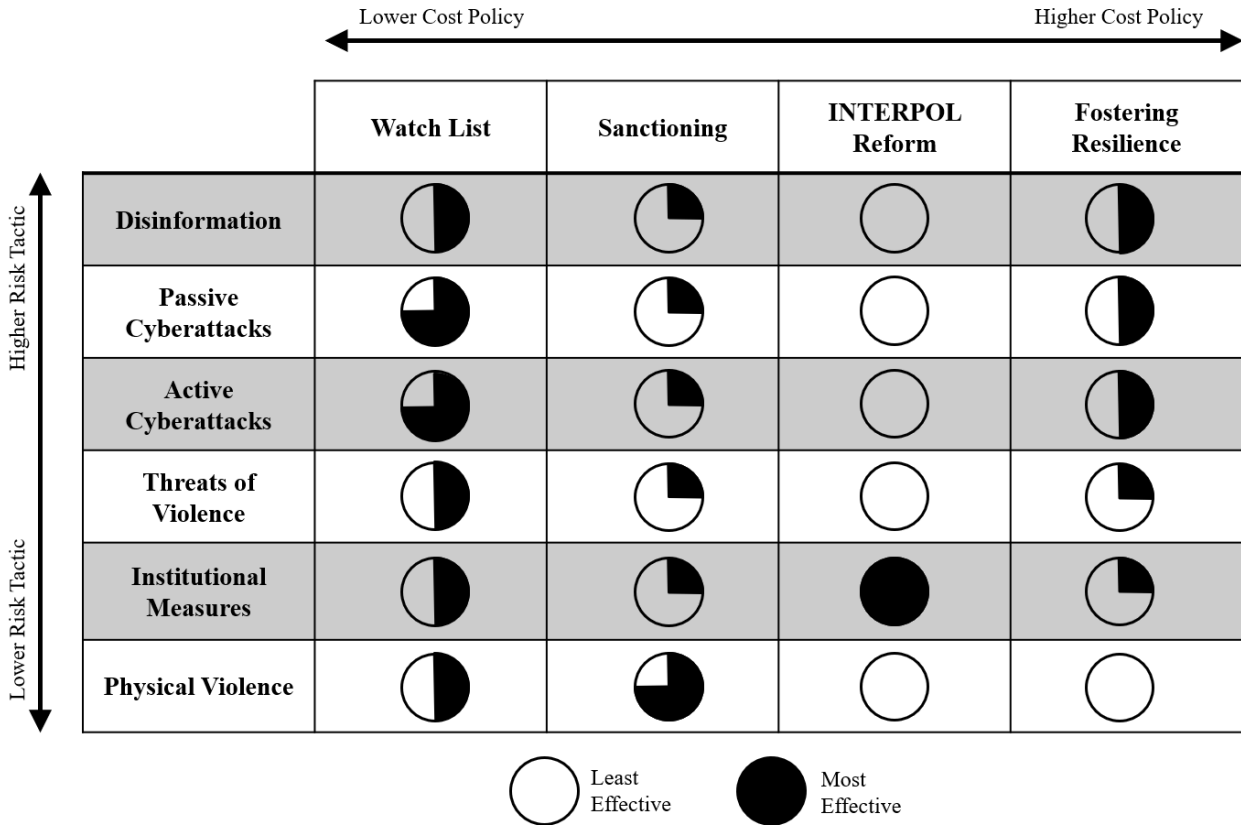 Lower Cost Policy
Higher Cost Policy
Watch List
Sanctioning
INTERPOL
Reform
Fostering
Resilience
Higher Risk Tactic
Lower Risk Tactic
Disinformation
Passive
Cyberattacks
Active
Cyberattacks
Threats of
Violence
Institutional
Measures
Physical Violence
Least
Effective
Most
Effective